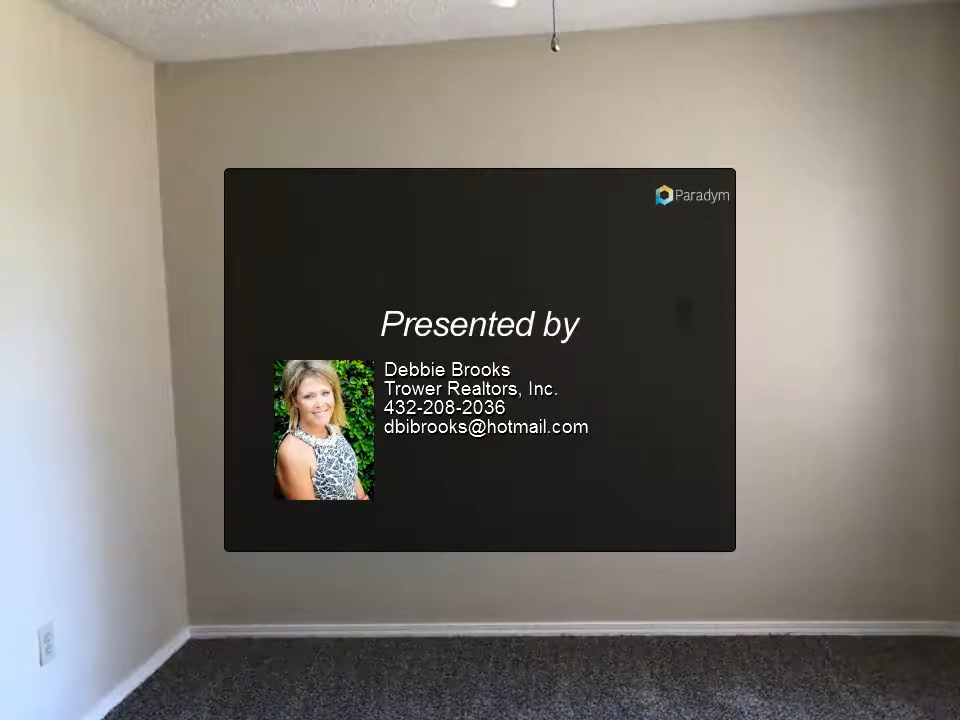 Paradym
Presented by
Debbie Brooks
Trower Realtors, Inc.
432-208-2036
dbibrooks@hotmail.com